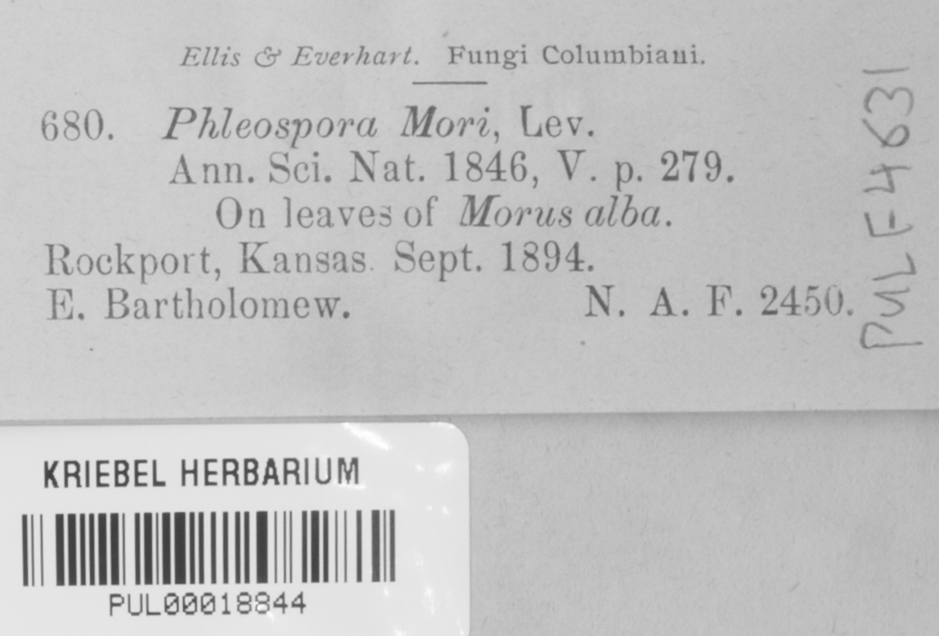 Ellis & Everhart. Fungi Columbiani.
680. Phleospora Mori, Lev.
Ann. Sci. Nat. 1846, V. p. 279.
On leaves of Morus alba.
Rockport, Kansas. Sept. 1894.
E. Bartholomew. N. A. F. 2450.
PUL F4631
KRIEBEL HERBARIUM
PUL00018844